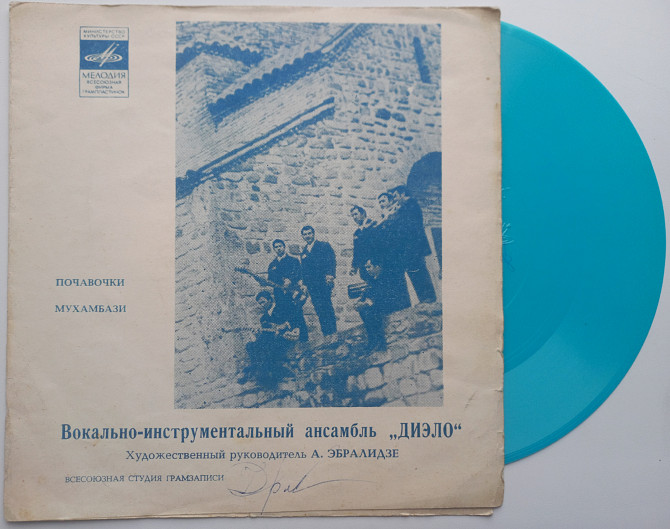 МИНИСТЕРСТВО
КУЛЬТУРЫ СССР
МЕЛОДИЯ
ВСЕСОЮЗНАЯ
ФИРМА
ГРАМПЛАСТИНОК
ПОЧАВОЧКИ
МУХАМБАЗИ
Вокально-инструментальный ансамбль „ДИЭЛО“
Художественный руководитель А. ЭБРАЛИДЗЕ
ВСЕСОЮЗНАЯ СТУДИЯ ГРАМЗАПИСИ